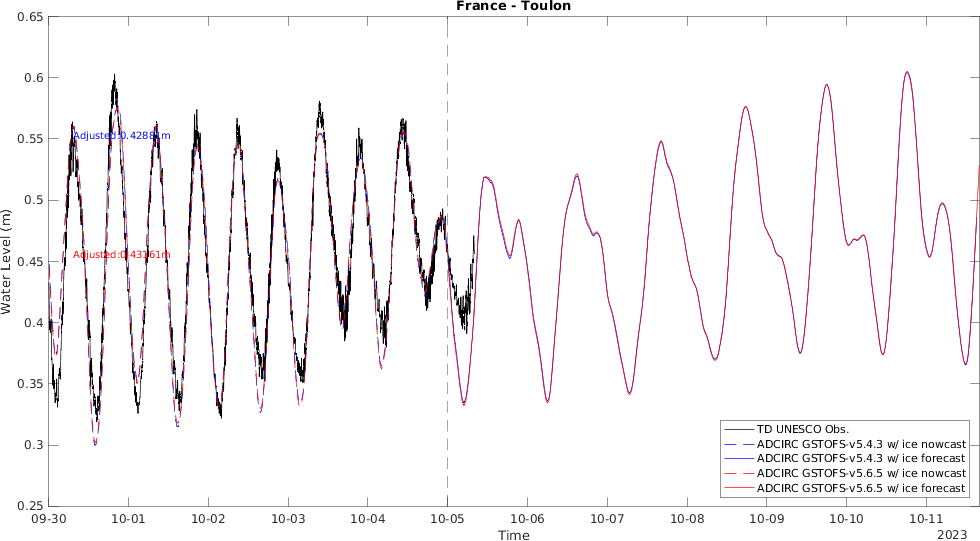 France - Toulon
0.65
0.6
0.55
0.5
0.45
0.4
0.35
0.3
0.25
Water Level (m)
Adjusted:0.42881m
Adjusted:0.43161m
TD UNESCO Obs.
ADCIRC GSTOFS-v5.4.3 w/ ice nowcast
ADCIRC GSTOFS-v5.4.3 w/ ice forecast
ADCIRC GSTOFS-v5.6.5 w/ ice nowcast
ADCIRC GSTOFS-v5.6.5 w/ ice forecast
09-30 10-01 10-02 10-03 10-04 10-05 10-06 10-07 10-08 10-09 10-10 10-11
Time
2023